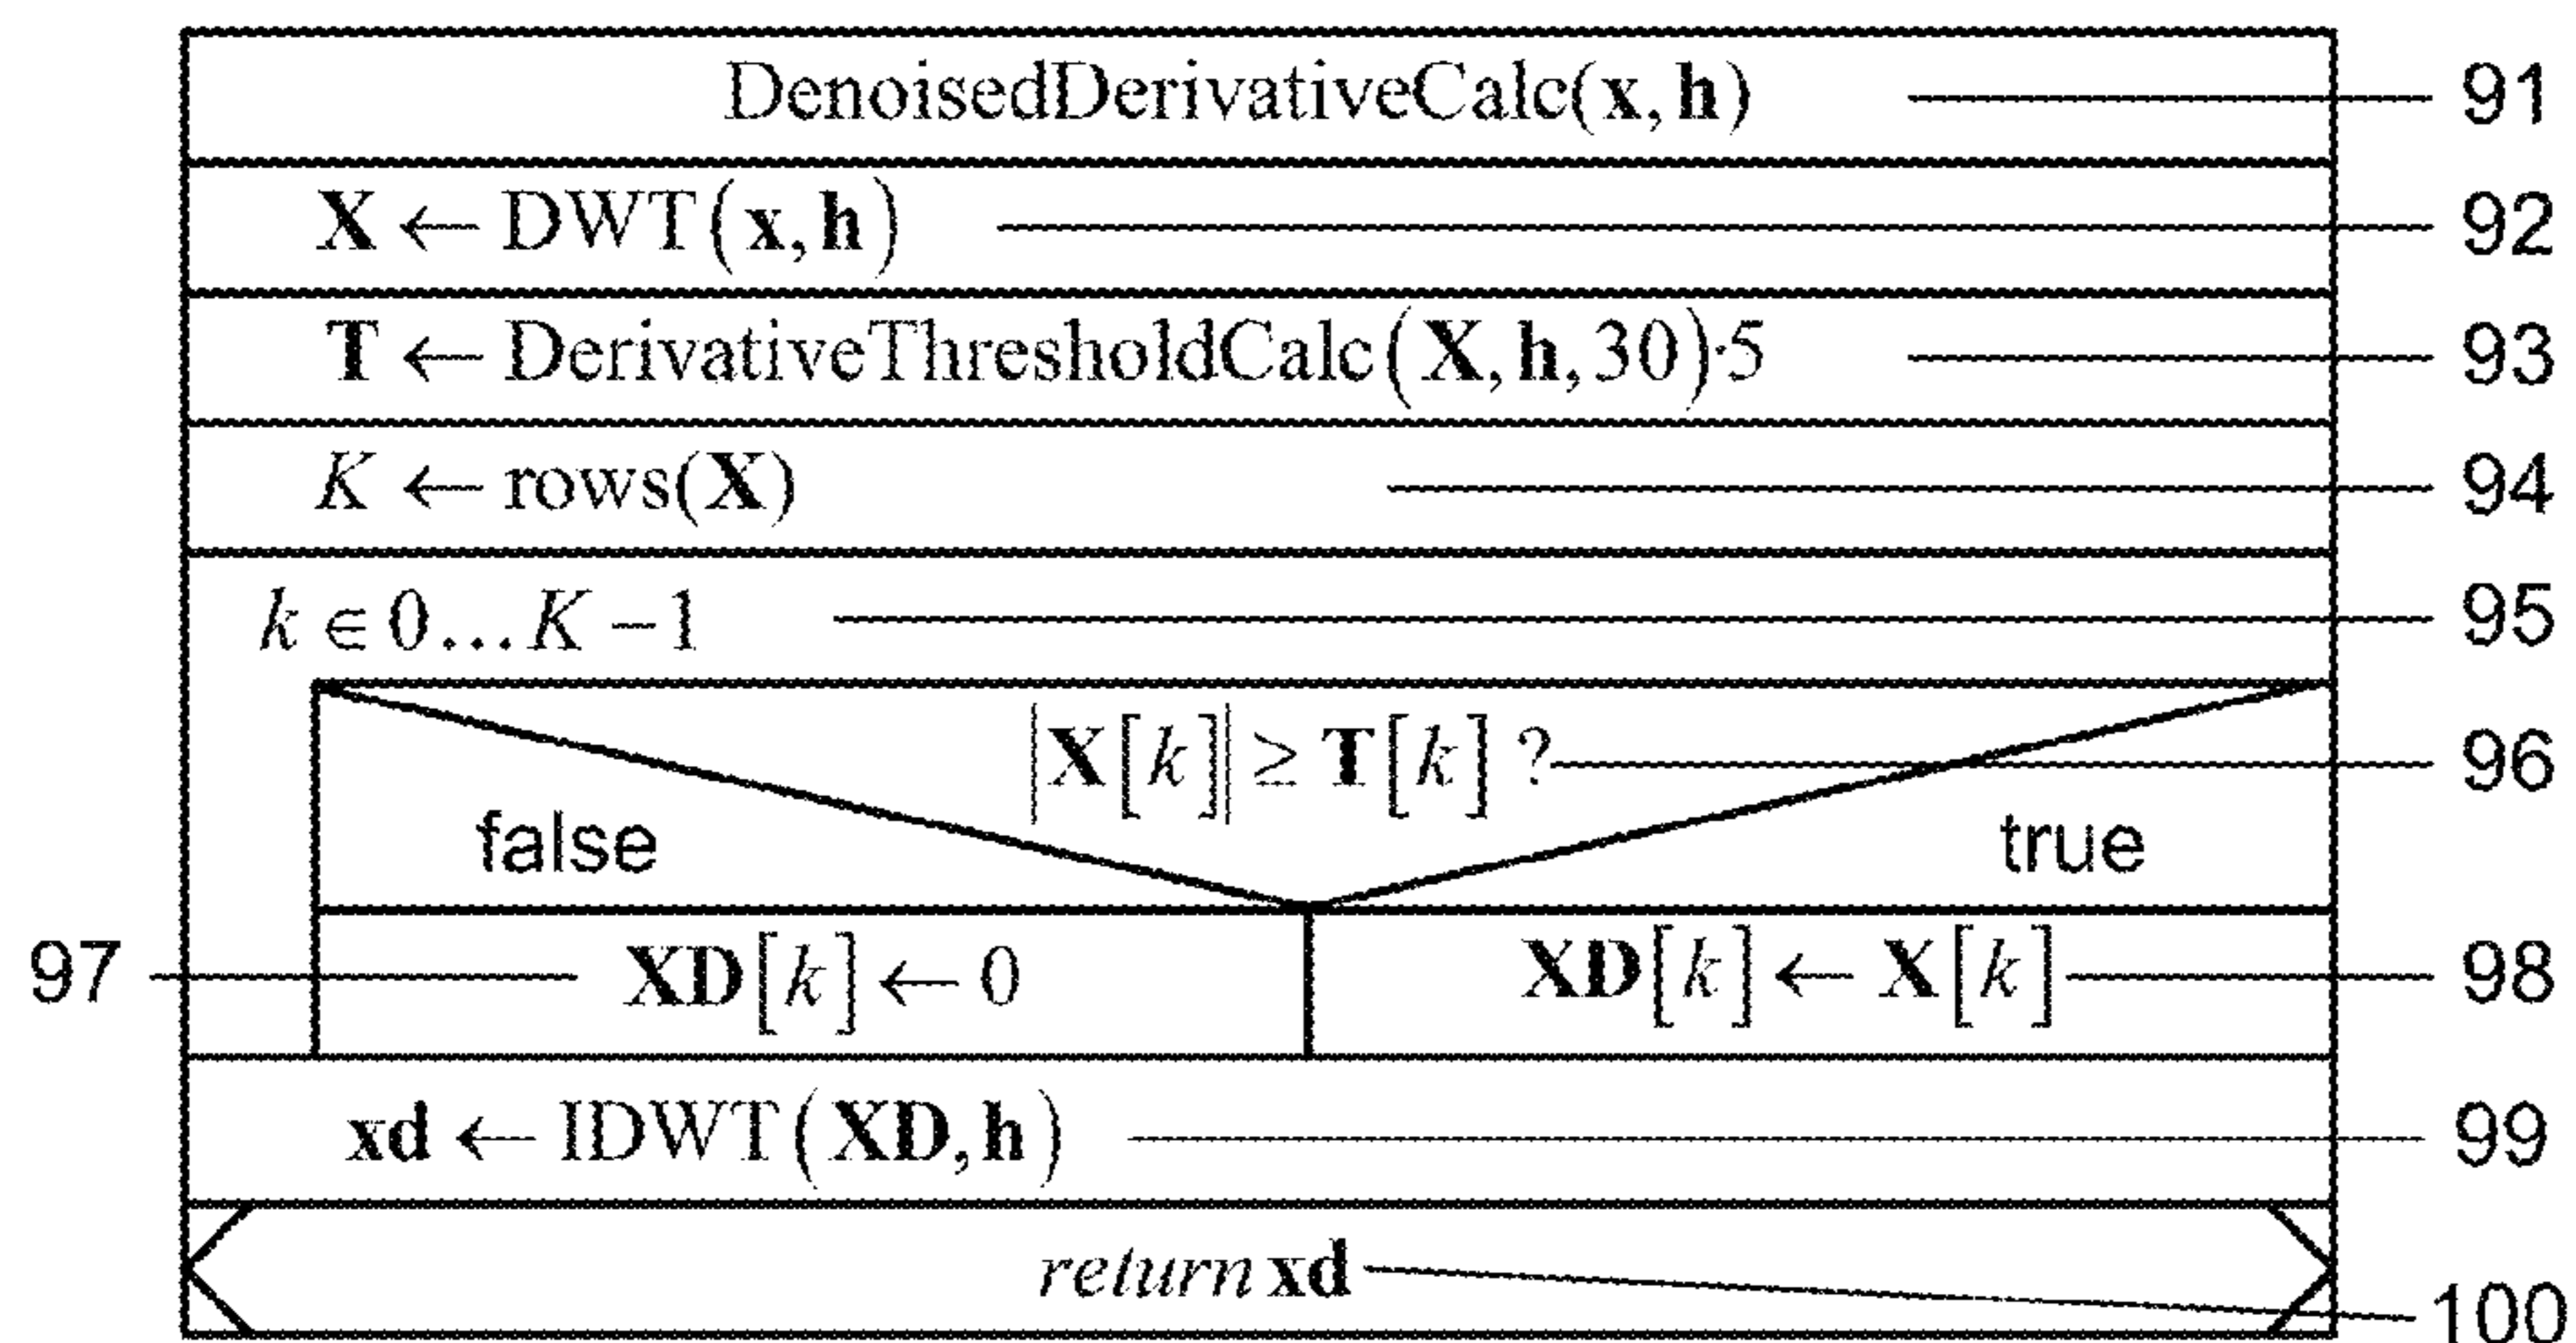 DenoisedDerivativeCalc(x, h) 91
X ← DWT(x, h) 92
T ← DerivativeThresholdCalc(X, h, 30)·5 93
K ← rows(X) 94
k ∈ 0…K −1 95
|X[k]| ≥ T[k] ? 96
false true
97 XD[k] ← 0 XD[k] ← X[k] 98
xd ← IDWT(XD, h) 99
return xd 100